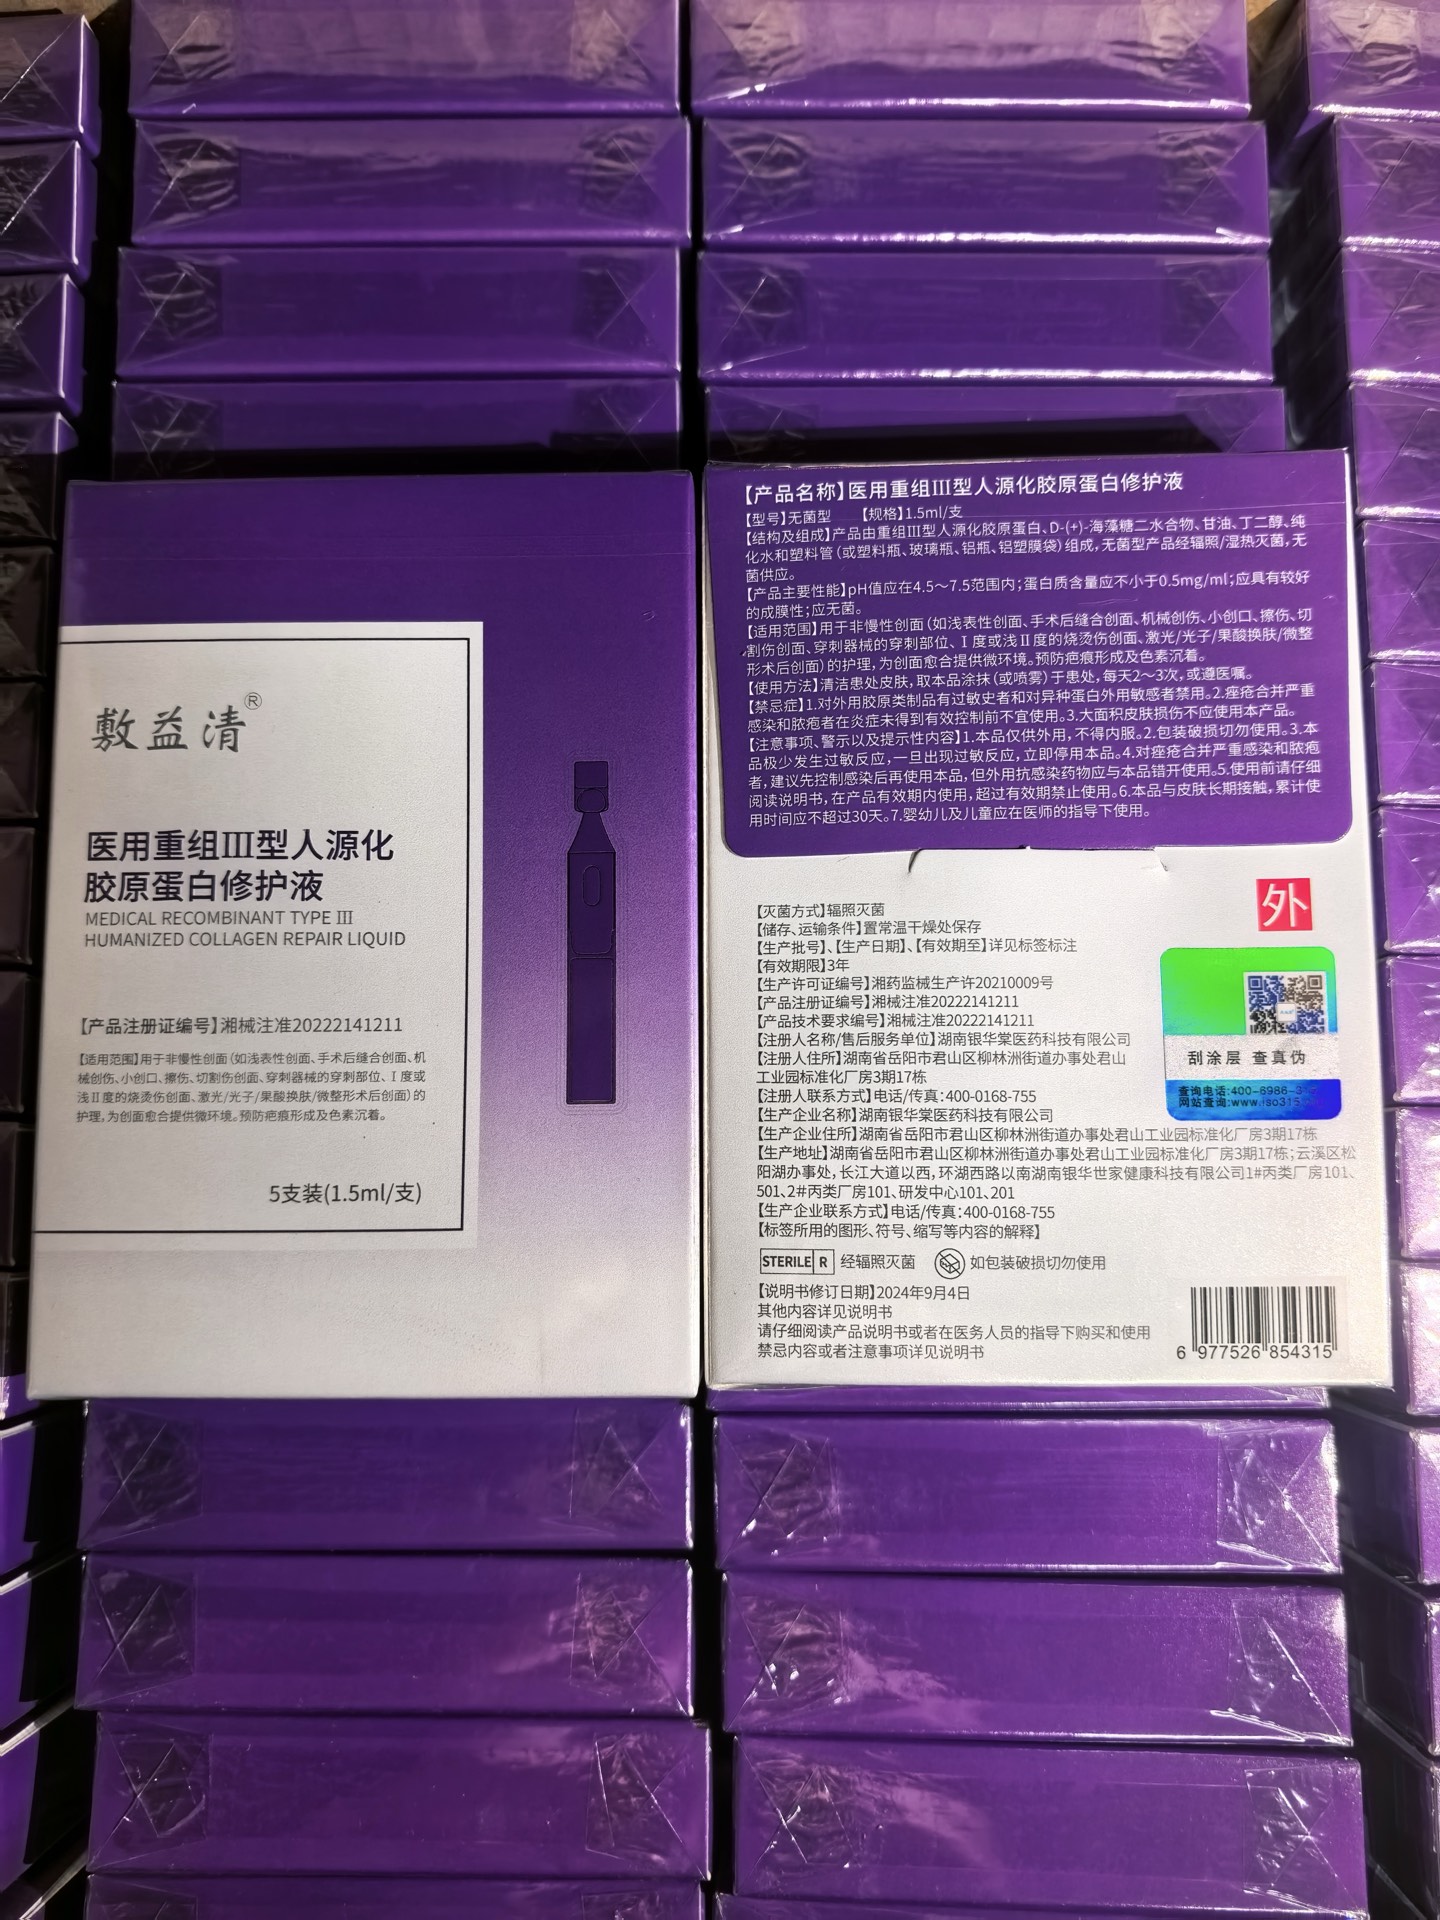 敷益清®
医用重组III型人源化
胶原蛋白修护液
MEDICAL RECOMBINANT TYPE III
HUMANIZED COLLAGEN REPAIR LIQUID
【产品注册证编号】湘械注准20222141211
【适用范围】用于非慢性创面(如浅表性创面、手术后缝合创面、机
械创伤、小创口、擦伤、切割伤创面、穿刺器械的穿刺部位、Ⅰ度或
浅Ⅱ度的烧烫伤创面、激光/光子/果酸换肤/微整形术后创面)的
护理,为创面愈合提供微环境。预防疤痕形成及色素沉着。
5支装(1.5ml/支)
【产品名称】医用重组III型人源化胶原蛋白修护液
【型号】无菌型 【规格】1.5ml/支
【结构及组成】产品由重组III型人源化胶原蛋白、D-(+)-海藻糖二水合物、甘油、丁二醇、纯
化水和塑料管(或塑料瓶、玻璃瓶、铝瓶、铝塑膜袋)组成,无菌型产品经辐照/湿热灭菌,无
菌供应。
【产品主要性能】pH值应在4.5～7.5范围内;蛋白质含量应不小于0.5mg/ml;应具有较好
的成膜性;应无菌。
【适用范围】用于非慢性创面(如浅表性创面、手术后缝合创面、机械创伤、小创口、擦伤、切
割伤创面、穿刺器械的穿刺部位、Ⅰ度或浅Ⅱ度的烧烫伤创面、激光/光子/果酸换肤/微整
形术后创面)的护理,为创面愈合提供微环境。预防疤痕形成及色素沉着。
【使用方法】清洁患处皮肤,取本品涂抹(或喷雾)于患处,每天2～3次,或遵医嘱。
【禁忌症】1.对外用胶原类制品有过敏史者和对异种蛋白外用敏感者禁用。2.痤疮合并严重
感染和脓疱者在炎症未得到有效控制前不宜使用。3.大面积皮肤损伤不应使用本产品。
【注意事项、警示以及提示性内容】1.本品仅供外用,不得内服。2.包装破损切勿使用。3.本
品极少发生过敏反应,一旦出现过敏反应,立即停用本品。4.对痤疮合并严重感染和脓疱
者,建议先控制感染后再使用本品,但外用抗感染药物应与本品错开使用。5.使用前请仔细
阅读说明书,在产品有效期内使用,超过有效期禁止使用。6.本品与皮肤长期接触,累计使
用时间应不超过30天。7.婴幼儿及儿童应在医师的指导下使用。
外
【灭菌方式】辐照灭菌
【储存、运输条件】置常温干燥处保存
【生产批号】、【生产日期】、【有效期至】详见标签标注
【有效期限】3年
【生产许可证编号】湘药监械生产许20210009号
【产品注册证编号】湘械注准20222141211
【产品技术要求编号】湘械注准20222141211
【注册人名称/售后服务单位】湖南银华棠医药科技有限公司
【注册人住所】湖南省岳阳市君山区柳林洲街道办事处君山
工业园标准化厂房3期17栋
【注册人联系方式】电话/传真:400-0168-755
【生产企业名称】湖南银华棠医药科技有限公司
【生产企业住所】湖南省岳阳市君山区柳林洲街道办事处君山工业园标准化厂房3期17栋
【生产地址】湖南省岳阳市君山区柳林洲街道办事处君山工业园标准化厂房3期17栋;云溪区松
阳湖办事处,长江大道以西,环湖西路以南湖南银华世家健康科技有限公司1#丙类厂房101、
501、2#丙类厂房101、研发中心101、201
【生产企业联系方式】电话/传真:400-0168-755
【标签所用的图形、符号、缩写等内容的解释】
STERILE R 经辐照灭菌 如包装破损切勿使用
【说明书修订日期】2024年9月4日
其他内容详见说明书
请仔细阅读产品说明书或者在医务人员的指导下购买和使用
禁忌内容或者注意事项详见说明书
刮涂层 查真伪
查询电话:400-6986-3
网站查询:www.iso315
6 977526 854315